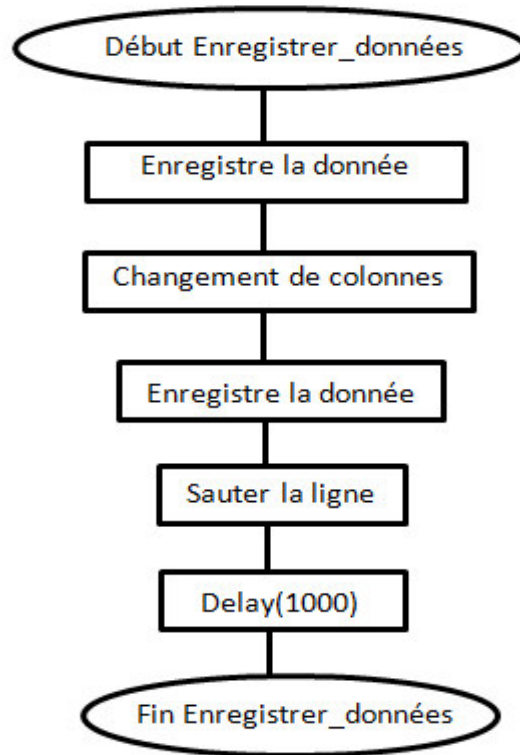 Début Enregistrer_données
Enregistre la donnée
Changement de colonnes
Enregistre la donnée
Sauter la ligne
Delay(1000)
Fin Enregistrer_données